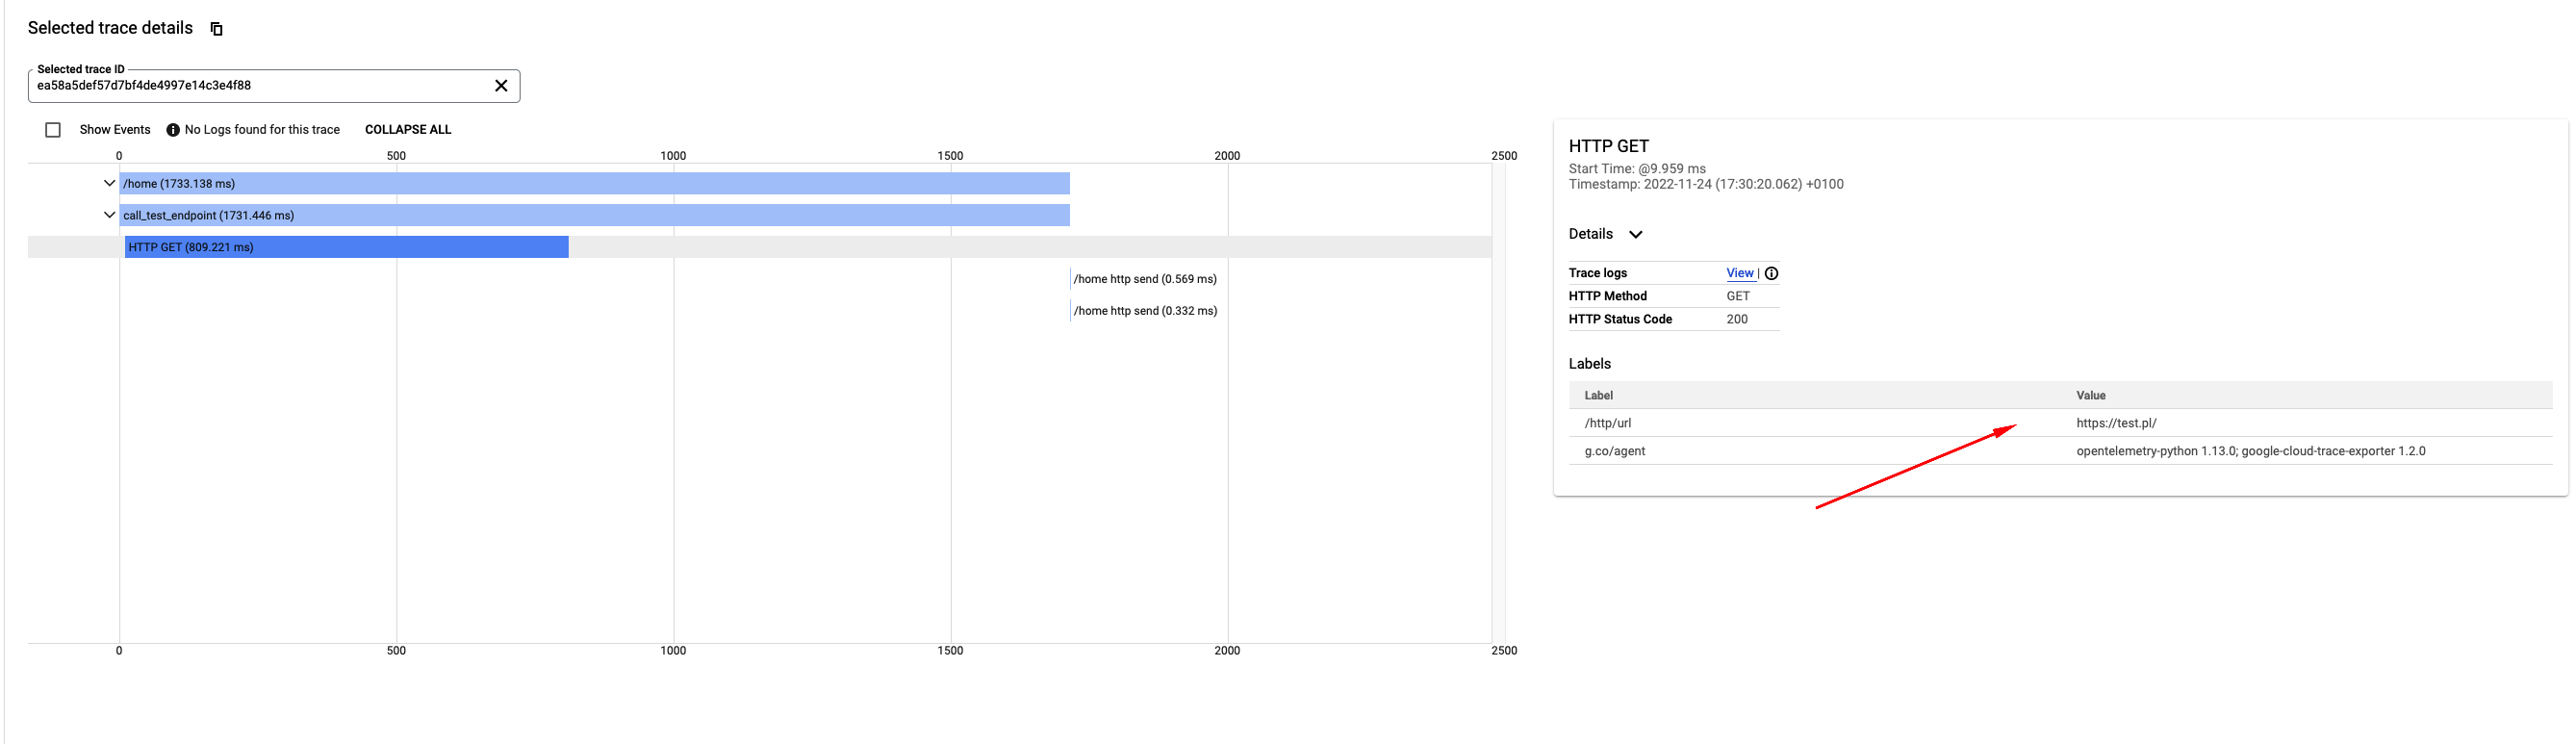 Selected trace details
Selected trace ID
ea58a5def57d7bf4de4997e14c3e4f88
Show Events No Logs found for this trace COLLAPSE ALL
0 500 1000 1500 2000 2500
/home (1733.138 ms)
call_test_endpoint (1731.446 ms)
HTTP GET (809.221 ms)
/home http send (0.569 ms)
/home http send (0.332 ms)
0 500 1000 1500 2000 2500
HTTP GET
Start Time: @9.959 ms
Timestamp: 2022-11-24 (17:30:20.062) +0100
Details
Trace logs View |
HTTP Method GET
HTTP Status Code 200
Labels
Label Value
/http/url https://test.pl/
g.co/agent opentelemetry-python 1.13.0; google-cloud-trace-exporter 1.2.0